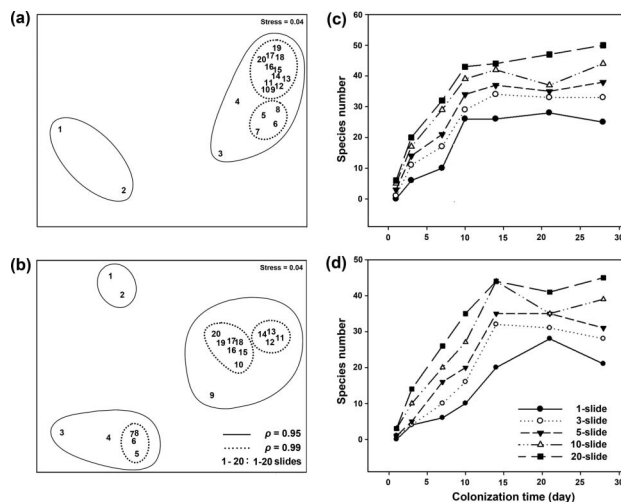 (a)
Stress = 0.04
19
20 17 18
16 15
14 13
11 12
10 9
4
8
5
6
7
3
1
2
(b)
Stress = 0.04
1
2
20
19 17 18
16 15
10
14 13
12 11
9
3
4
7 8
6
5
ρ = 0.95
ρ = 0.99
1 - 20 : 1-20 slides
(c)
Species number
60
50
40
30
20
10
0
0 5 10 15 20 25 30
(d)
Species number
50
40
30
20
10
0
1-slide
3-slide
5-slide
10-slide
20-slide
0 5 10 15 20 25 30
Colonization time (day)